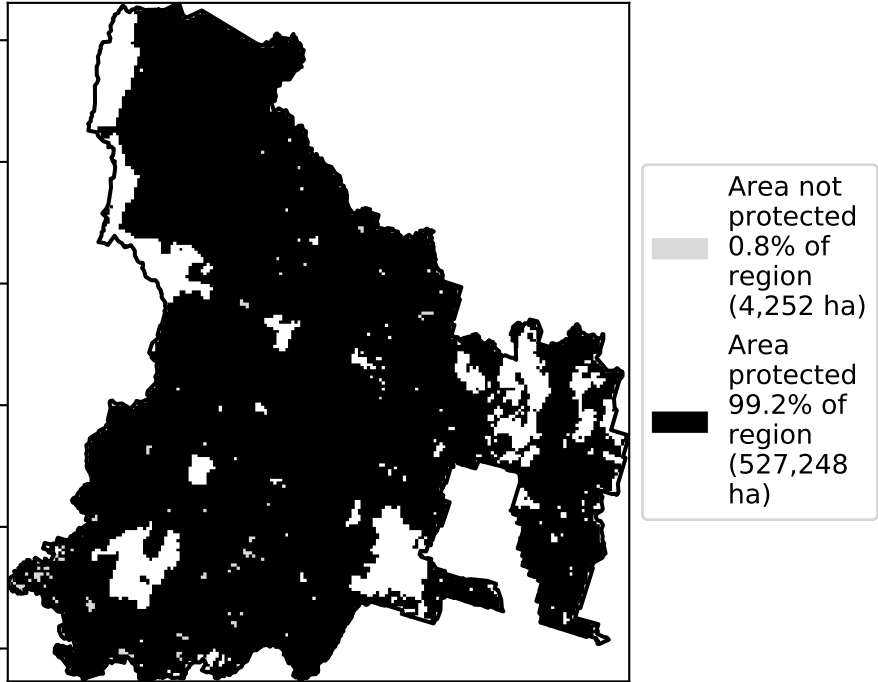 Area not
protected
0.8% of
region
(4,252 ha)
Area
protected
99.2% of
region
(527,248
ha)